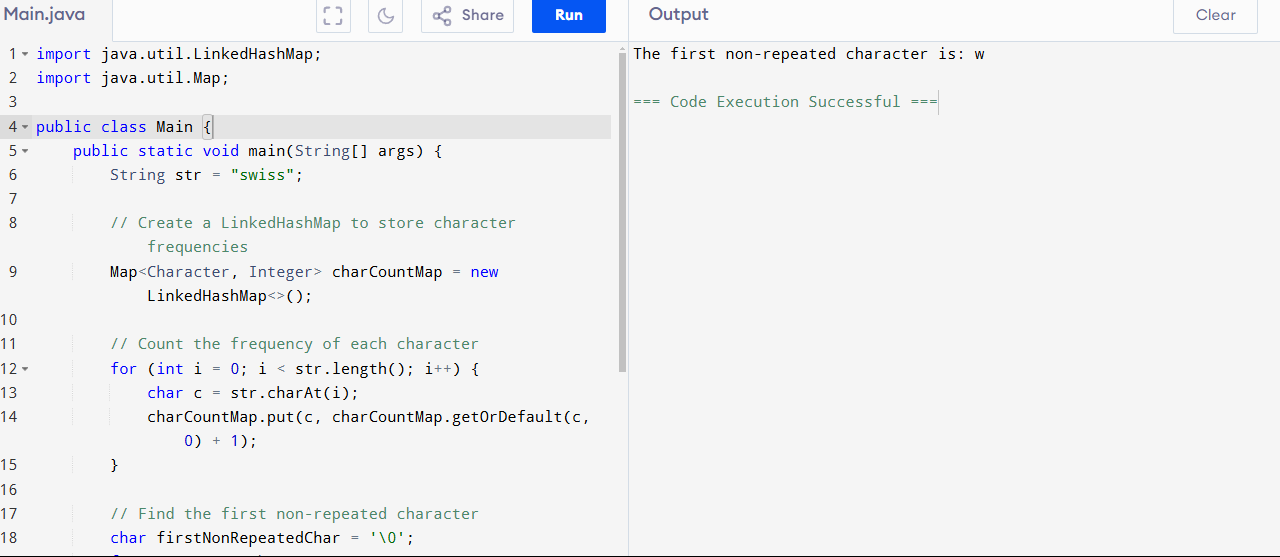 Main.java
Share
Run
Output
Clear
1 import java.util.LinkedHashMap;
2 import java.util.Map;
3
4 public class Main {
5 public static void main(String[] args) {
6 String str = "swiss";
7
8 // Create a LinkedHashMap to store character
frequencies
9 Map<Character, Integer> charCountMap = new
LinkedHashMap<>();
10
11 // Count the frequency of each character
12 for (int i = 0; i < str.length(); i++) {
13 char c = str.charAt(i);
14 charCountMap.put(c, charCountMap.getOrDefault(c,
0) + 1);
15 }
16
17 // Find the first non-repeated character
18 char firstNonRepeatedChar = '\0';
The first non-repeated character is: w
=== Code Execution Successful ===